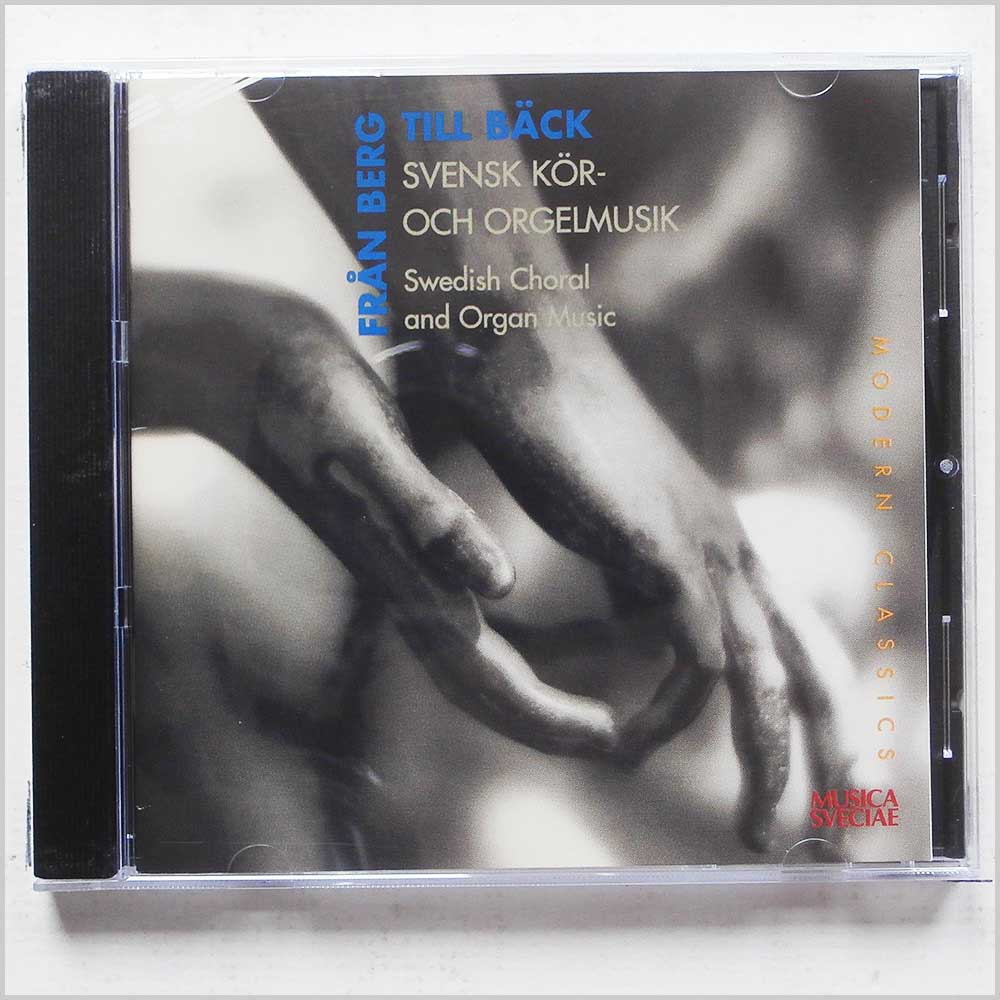 FRÅN BERG
TILL BÄCK
SVENSK KÖR-
OCH ORGELMUSIK
Swedish Choral
and Organ Music
MODERN CLASSICS
MUSICA
SVECIAE